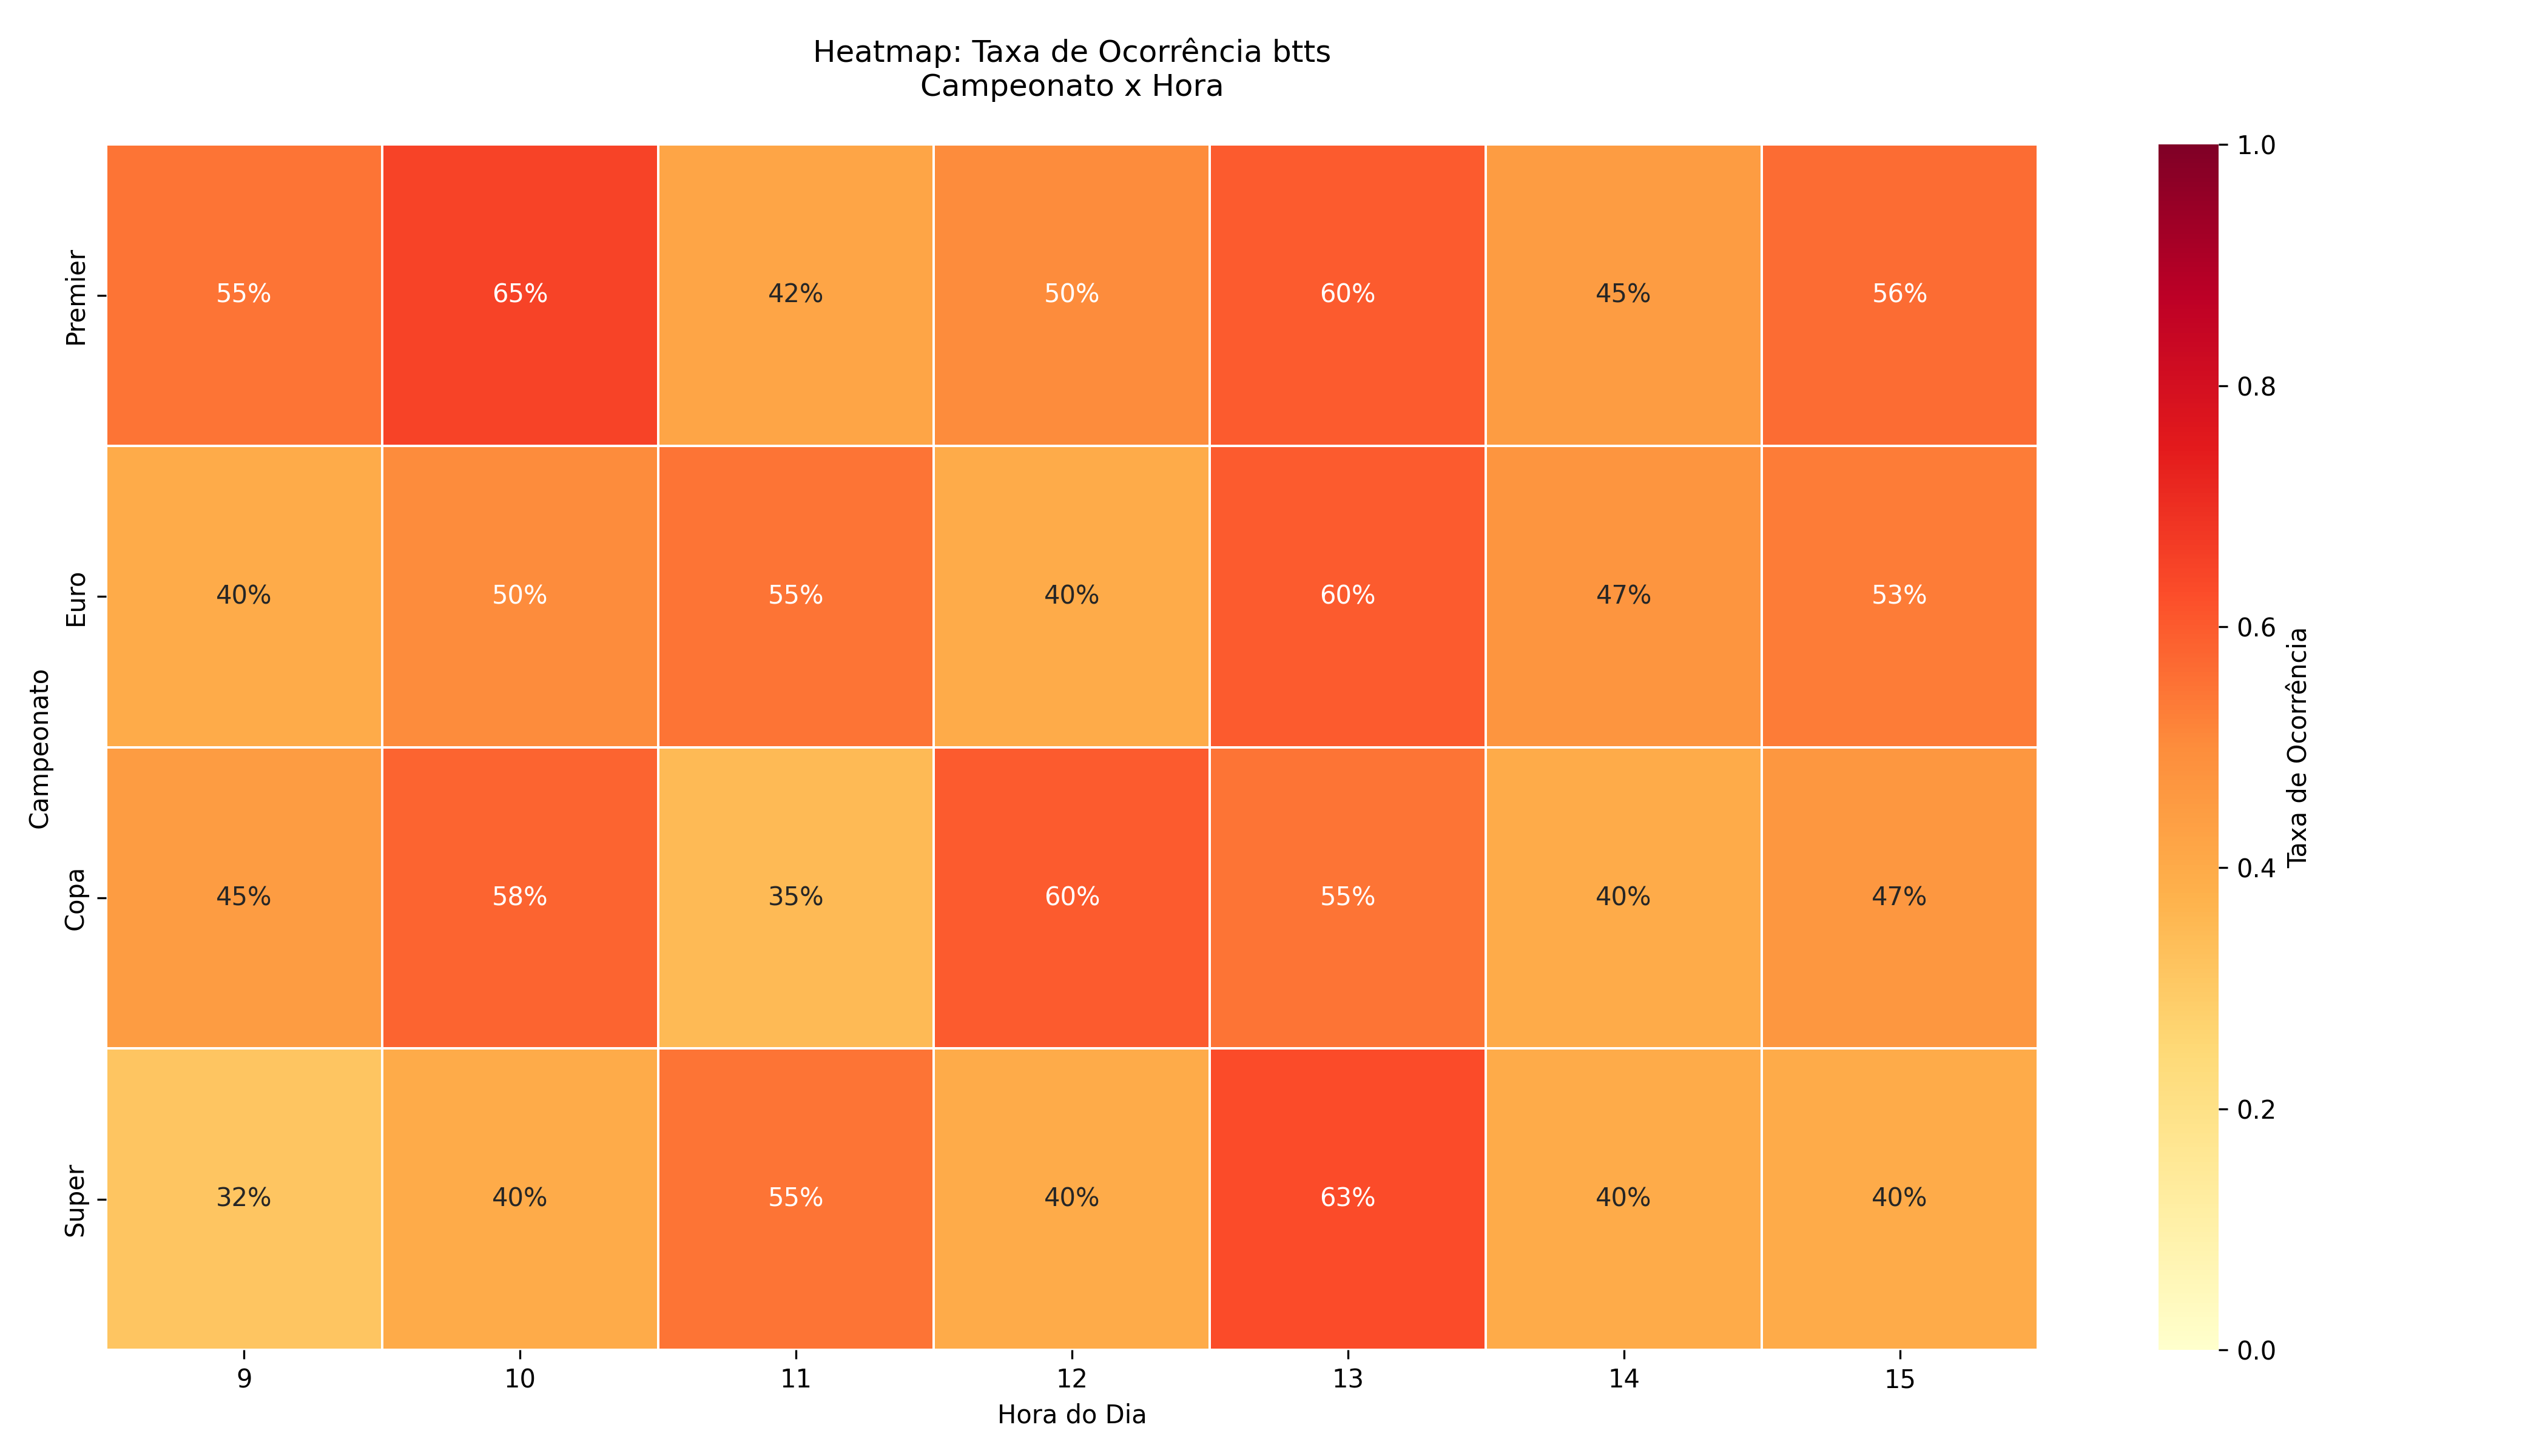 Heatmap: Taxa de Ocorrência btts
Campeonato x Hora
Campeonato
Premier
55% 65% 42% 50% 60% 45% 56%
Euro
40% 50% 55% 40% 60% 47% 53%
Copa
45% 58% 35% 60% 55% 40% 47%
Super
32% 40% 55% 40% 63% 40% 40%
9 10 11 12 13 14 15
Hora do Dia
1.0
0.8
0.6
0.4
0.2
0.0
Taxa de Ocorrência